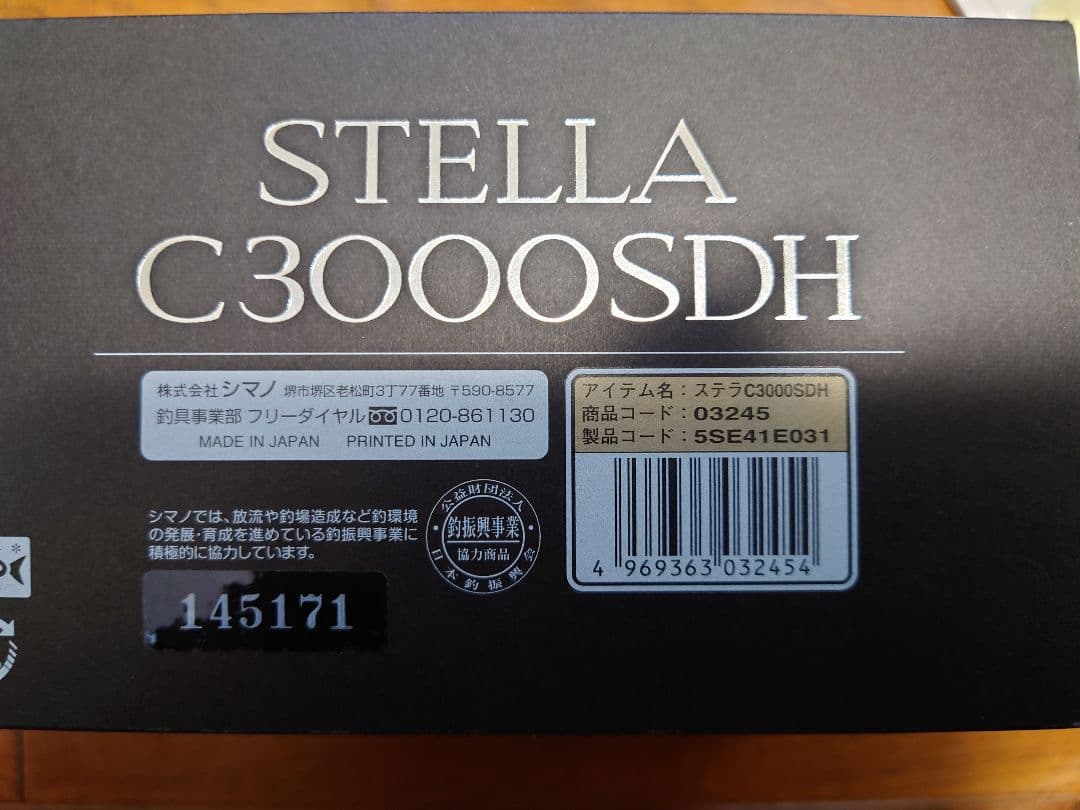 STELLA
C3000SDH
株式会社 シマノ 堺市堺区老松町3丁77番地 〒590-8577
釣具事業部 フリーダイヤル 0120-861130
MADE IN JAPAN PRINTED IN JAPAN
アイテム名：ステラC3000SDH
商品コード：03245
製品コード：5SE41E031
4 969363 032454
シマノでは、放流や釣場造成など釣環境
の発展・育成を進めている釣振興事業に
積極的に協力しています。
公益財団法人
釣振興事業
協力商品
日本釣振興会
145171